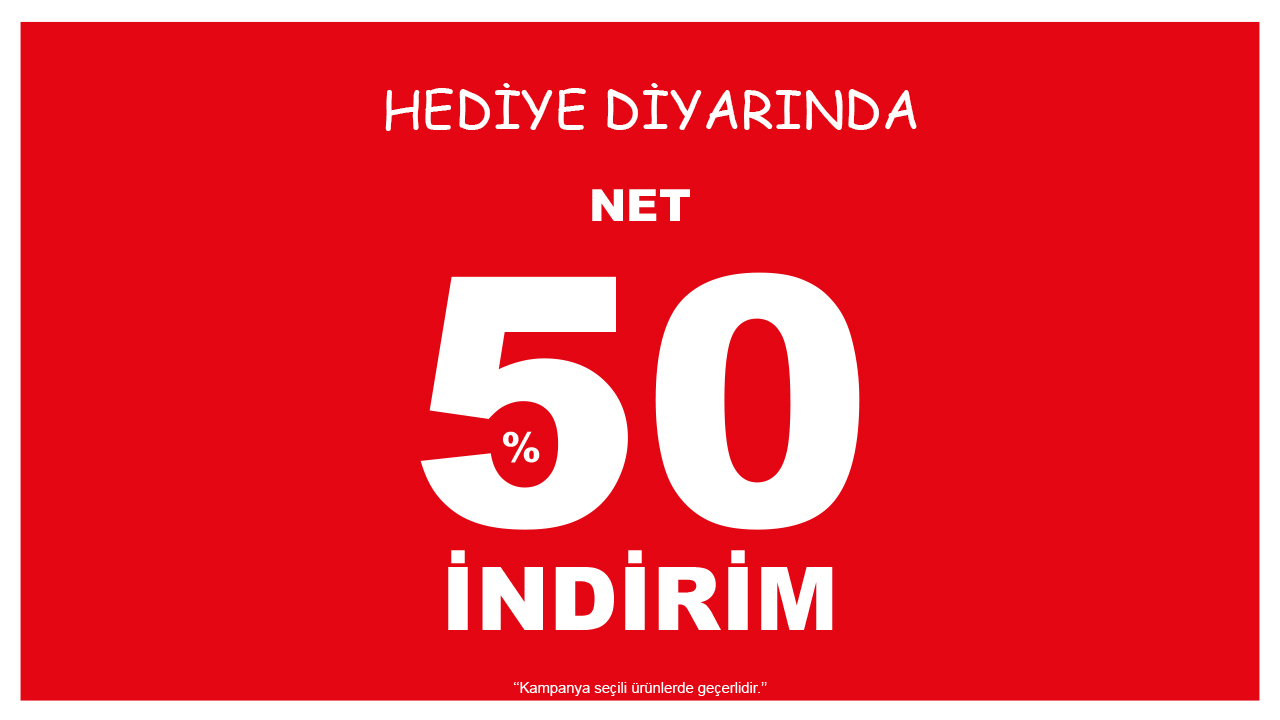 HEDİYE DİYARINDA
NET
%50
İNDİRİM
“Kampanya seçili ürünlerde geçerlidir.”